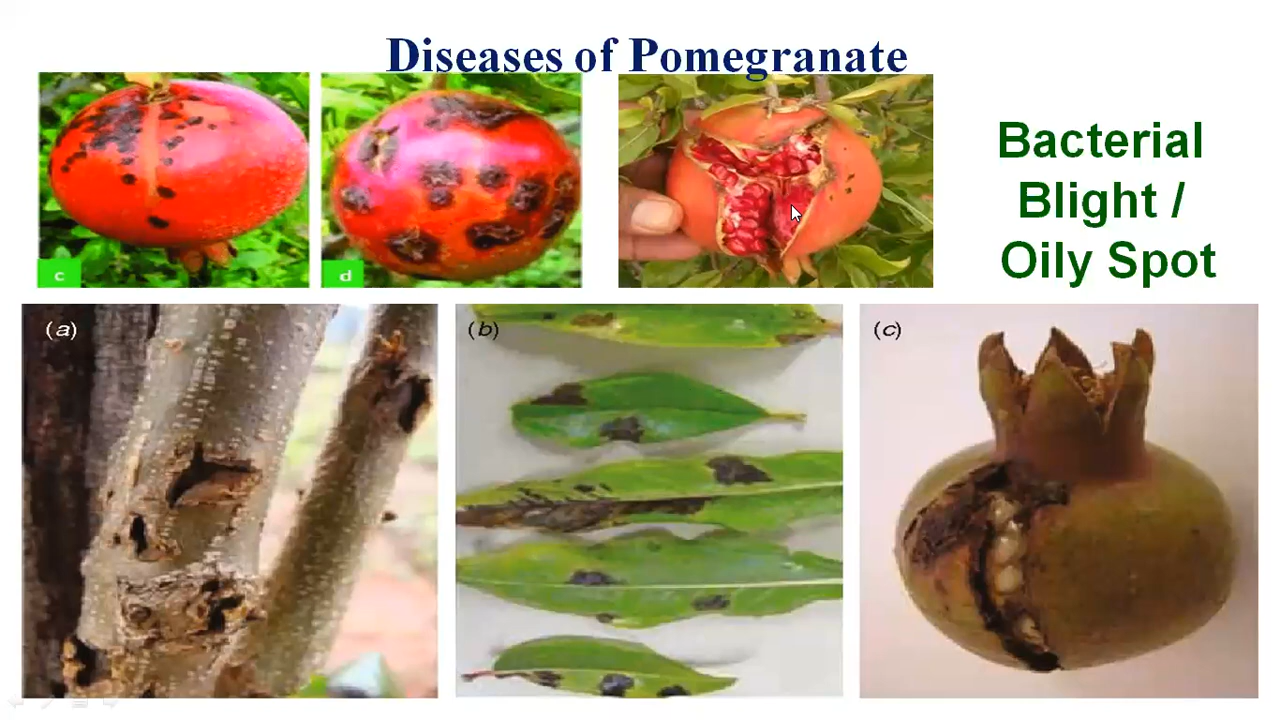 Diseases of Pomegranate
c
d
Bacterial
Blight /
Oily Spot
(a)
(b)
(c)